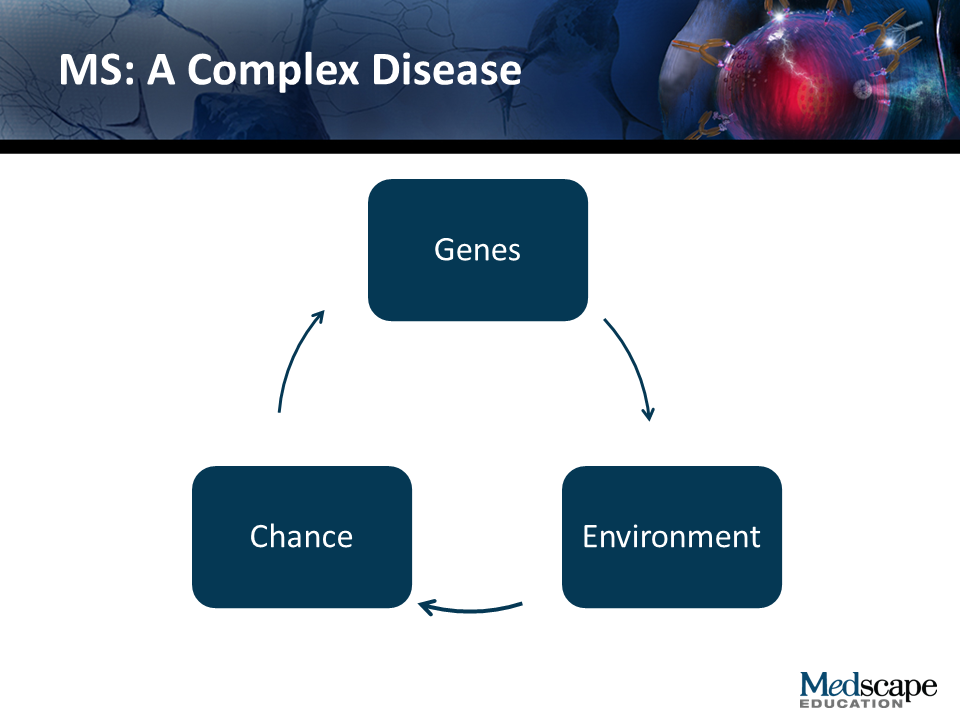 MS: A Complex Disease
Genes
Chance
Environment
Medscape
EDUCATION